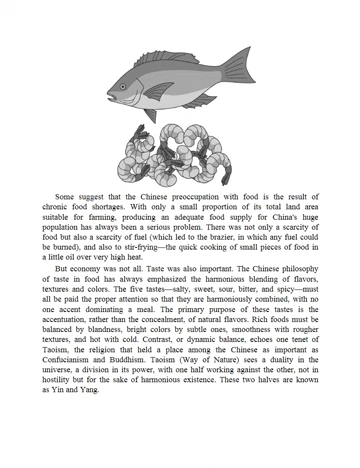 Some suggest that the Chinese preoccupation with food is the result of
chronic food shortages. With only a small proportion of its total land area
suitable for farming, producing an adequate food supply for China's huge
population has always been a serious problem. There was not only a scarcity of
food but also a scarcity of fuel (which led to the brazier, in which any fuel could
be burned), and also to stir-frying—the quick cooking of small pieces of food in
a little oil over very high heat.
But economy was not all. Taste was also important. The Chinese philosophy
of taste in food has always emphasized the harmonious blending of flavors,
textures and colors. The five tastes—salty, sweet, sour, bitter, and spicy—must
all be paid the proper attention so that they are harmoniously combined, with no
one accent dominating a meal. The primary purpose of these tastes is the
accentuation, rather than the concealment, of natural flavors. Rich foods must be
balanced by blandness, bright colors by subtle ones, smoothness with rougher
textures, and hot with cold. Contrast, or dynamic balance, echoes one tenet of
Taoism, the religion that held a place among the Chinese as important as
Confucianism and Buddhism. Taoism (Way of Nature) sees a duality in the
universe, a division in its power, with one half working against the other, not in
hostility but for the sake of harmonious existence. These two halves are known
as Yin and Yang.